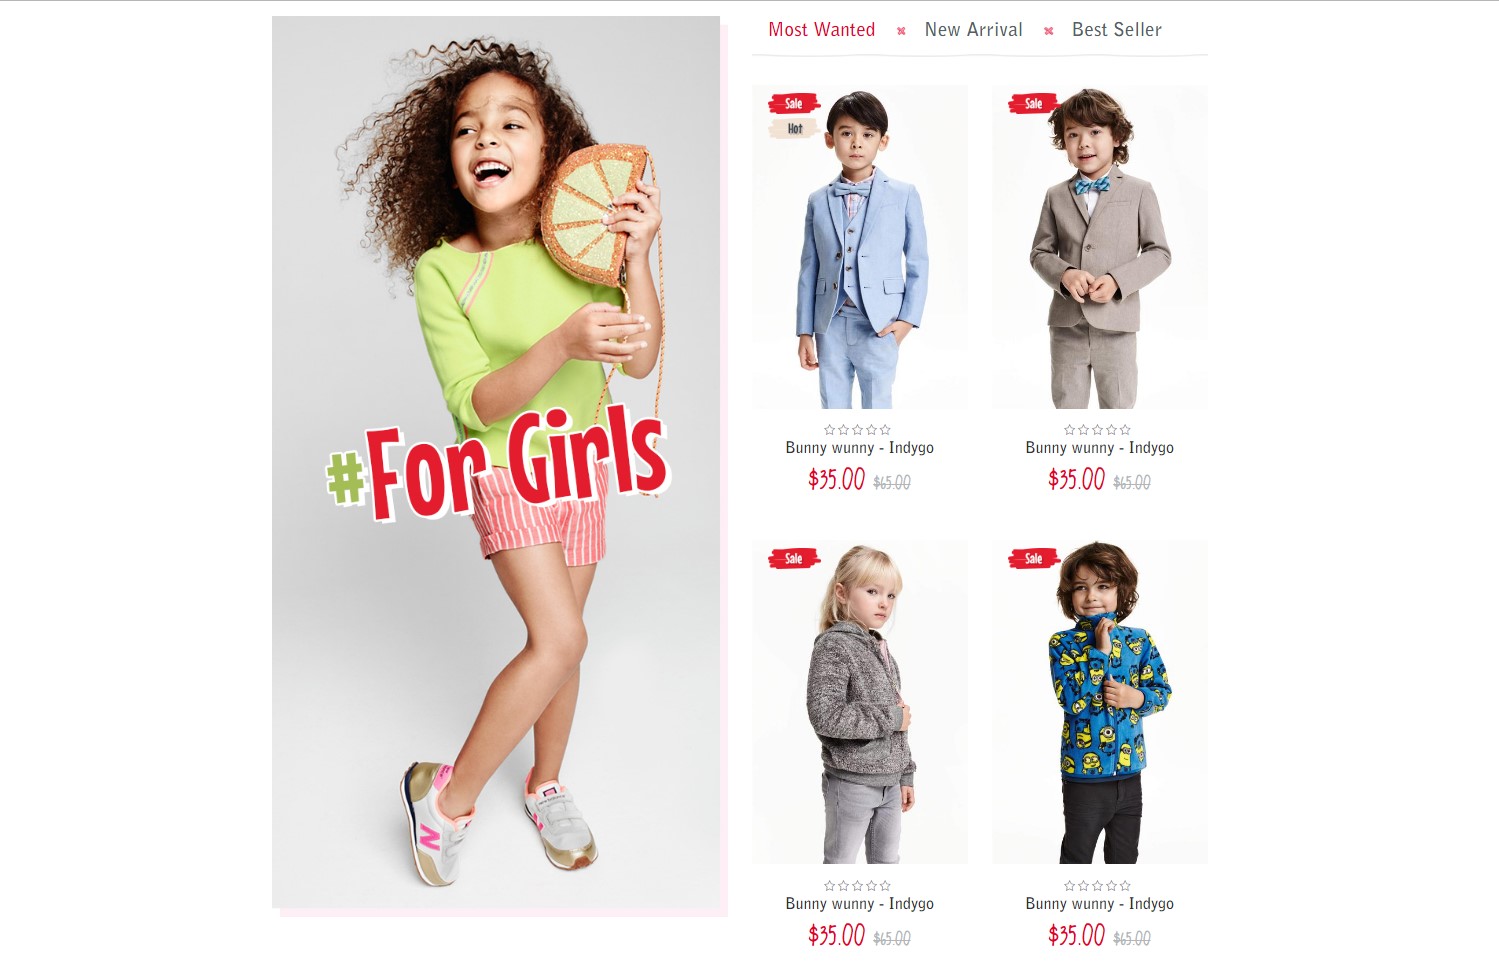 #For Girls
N
Most Wanted
New Arrival
Best Seller
Sale
Hot
Bunny wunny - Indygo
$35.00 $65.00
Sale
Bunny wunny - Indygo
$35.00 $65.00
Sale
Bunny wunny - Indygo
$35.00 $65.00
Sale
Bunny wunny - Indygo
$35.00 $65.00